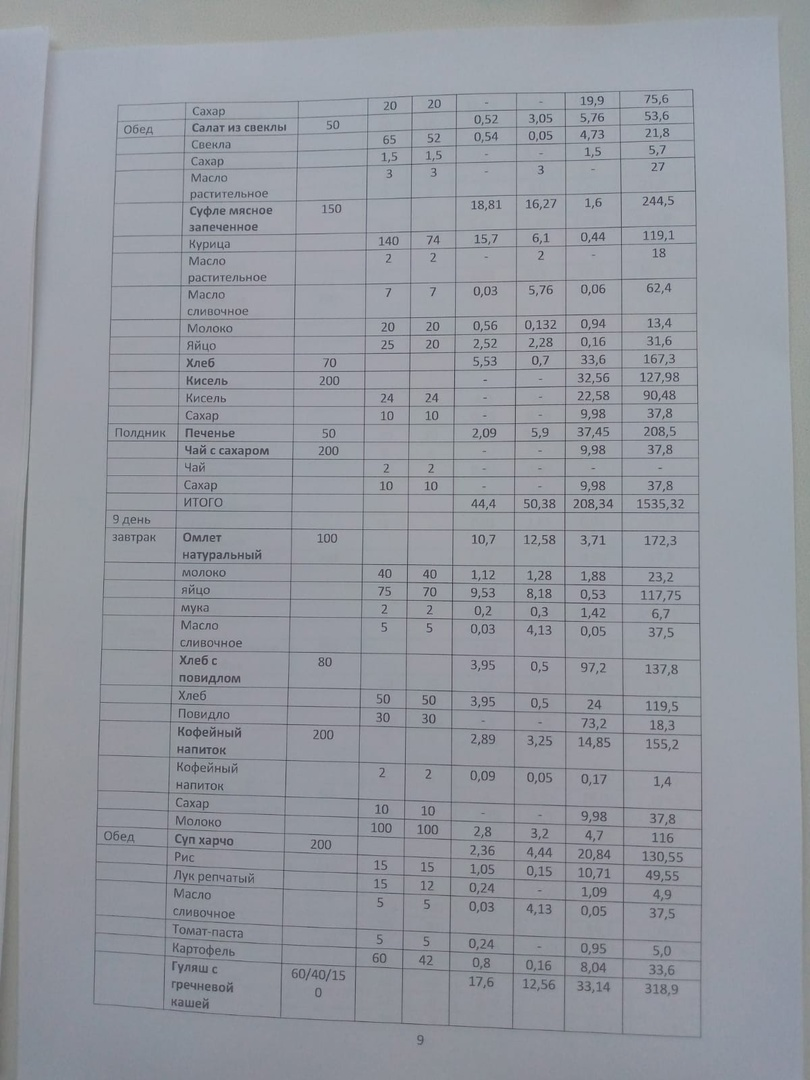 Сахар 20 20 - - 19,9 75,6
Обед Салат из свеклы 50 0,52 3,05 5,76 53,6
Свекла 65 52 0,54 0,05 4,73 21,8
Сахар 1,5 1,5 - - 1,5 5,7
Масло 3 3 - 3 - 27
растительное
Суфле мясное 150 18,81 16,27 1,6 244,5
запеченное
Курица 140 74 15,7 6,1 0,44 119,1
Масло 2 2 - 2 - 18
растительное
Масло 7 7 0,03 5,76 0,06 62,4
сливочное
Молоко 20 20 0,56 0,132 0,94 13,4
Яйцо 25 20 2,52 2,28 0,16 31,6
Хлеб 70 5,53 0,7 33,6 167,3
Кисель 200 - - 32,56 127,98
Кисель 24 24 - - 22,58 90,48
Сахар 10 10 - - 9,98 37,8
Полдник Печенье 50 2,09 5,9 37,45 208,5
Чай с сахаром 200 - - 9,98 37,8
Чай 2 2 - - - -
Сахар 10 10 - - 9,98 37,8
ИТОГО 44,4 50,38 208,34 1535,32
9 день
завтрак Омлет 100 10,7 12,58 3,71 172,3
натуральный
молоко 40 40 1,12 1,28 1,88 23,2
яйцо 75 70 9,53 8,18 0,53 117,75
мука 2 2 0,2 0,3 1,42 6,7
Масло 5 5 0,03 4,13 0,05 37,5
сливочное
Хлеб с 80 3,95 0,5 97,2 137,8
повидлом
Хлеб 50 50 3,95 0,5 24 119,5
Повидло 30 30 - - 73,2 18,3
Кофейный 200 2,89 3,25 14,85 155,2
напиток
Кофейный 2 2 0,09 0,05 0,17 1,4
напиток
Сахар 10 10 - - 9,98 37,8
Молоко 100 100 2,8 3,2 4,7 116
Обед Суп харчо 200 2,36 4,44 20,84 130,55
Рис 15 15 1,05 0,15 10,71 49,55
Лук репчатый 15 12 0,24 - 1,09 4,9
Масло 5 5 0,03 4,13 0,05 37,5
сливочное
Томат-паста 5 5 0,24 - 0,95 5,0
Картофель 60 42 0,8 0,16 8,04 33,6
Гуляш с 60/40/15 17,6 12,56 33,14 318,9
гречневой 0
кашей
9